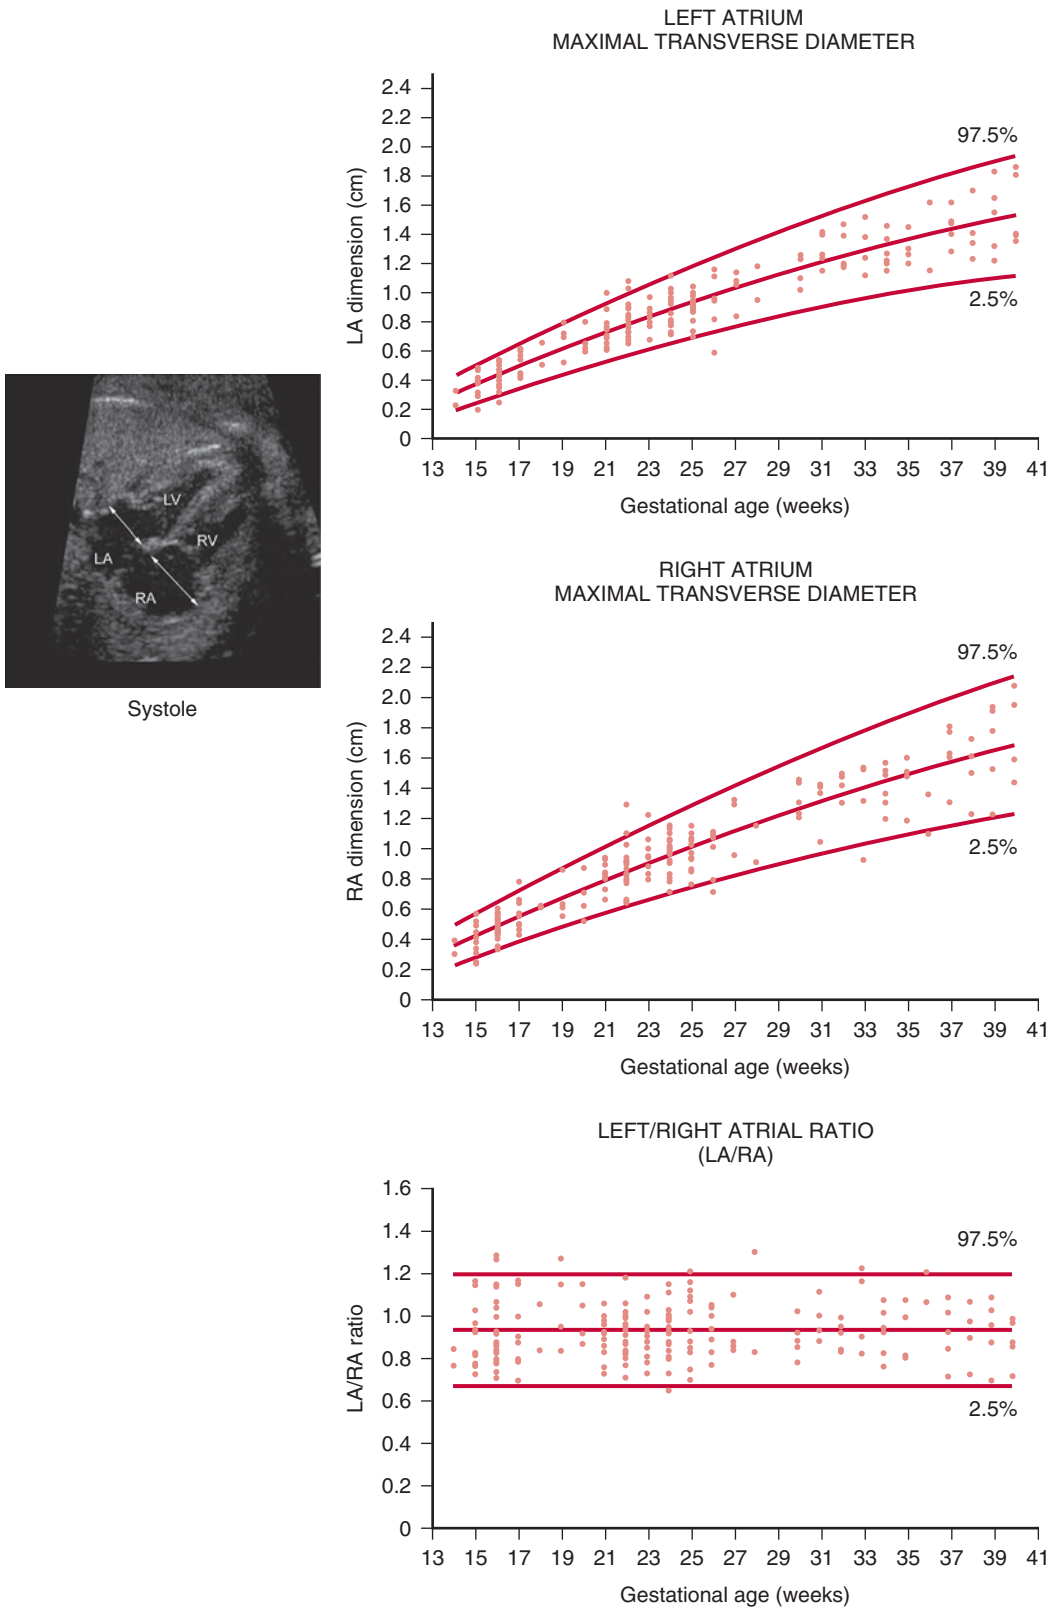 LEFT ATRIUM
MAXIMAL TRANSVERSE DIAMETER
2.4
2.2
2.0
1.8
1.6
1.4
1.2
1.0
0.8
0.6
0.4
0.2
0
LA dimension (cm)
97.5%
2.5%
13 15 17 19 21 23 25 27 29 31 33 35 37 39 41
Gestational age (weeks)
LV
RV
LA
RA
Systole
RIGHT ATRIUM
MAXIMAL TRANSVERSE DIAMETER
2.4
2.2
2.0
1.8
1.6
1.4
1.2
1.0
0.8
0.6
0.4
0.2
0
RA dimension (cm)
97.5%
2.5%
13 15 17 19 21 23 25 27 29 31 33 35 37 39 41
Gestational age (weeks)
LEFT/RIGHT ATRIAL RATIO
(LA/RA)
1.6
1.4
1.2
1.0
0.8
0.6
0.4
0.2
0
LA/RA ratio
97.5%
2.5%
13 15 17 19 21 23 25 27 29 31 33 35 37 39 41
Gestational age (weeks)